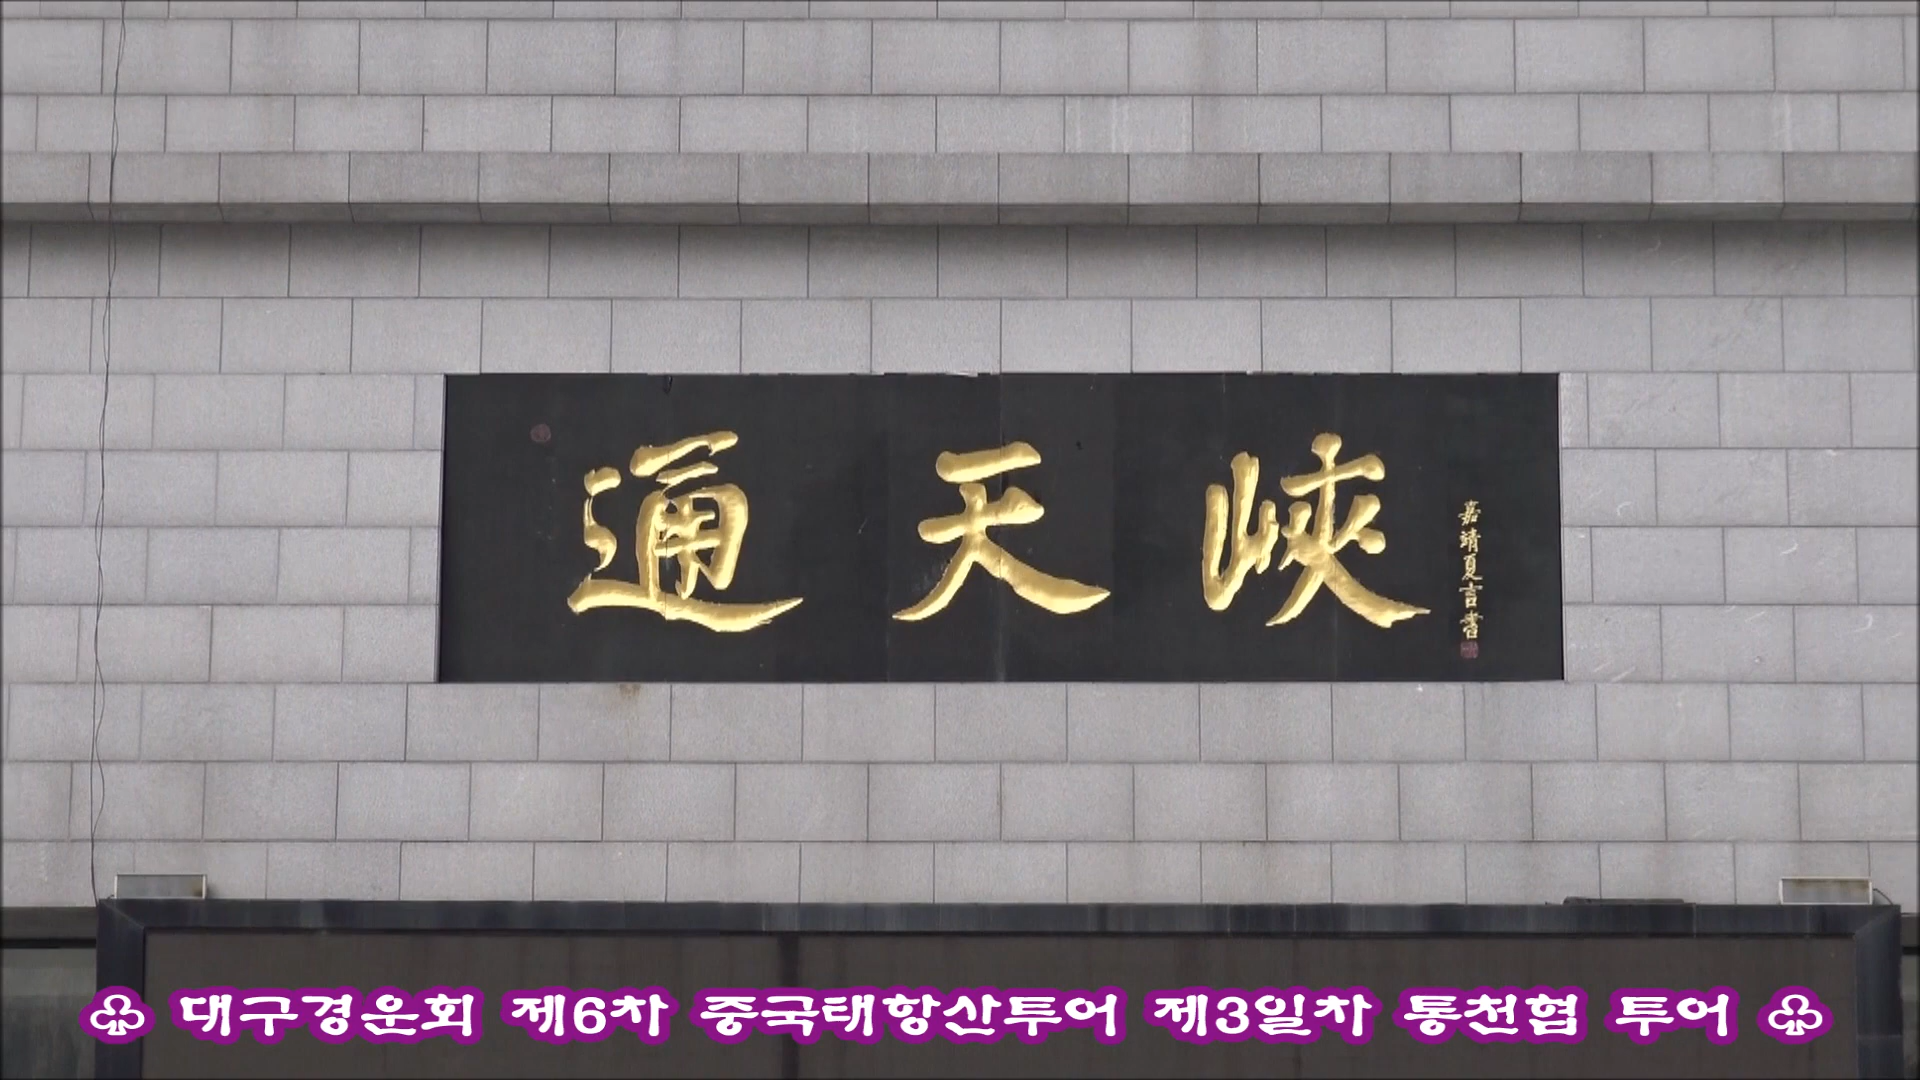 通天峽
嘉靖夏言書
♧ 대구경운회 제6차 중국태항산투어 제3일차 통천협 투어 ♧